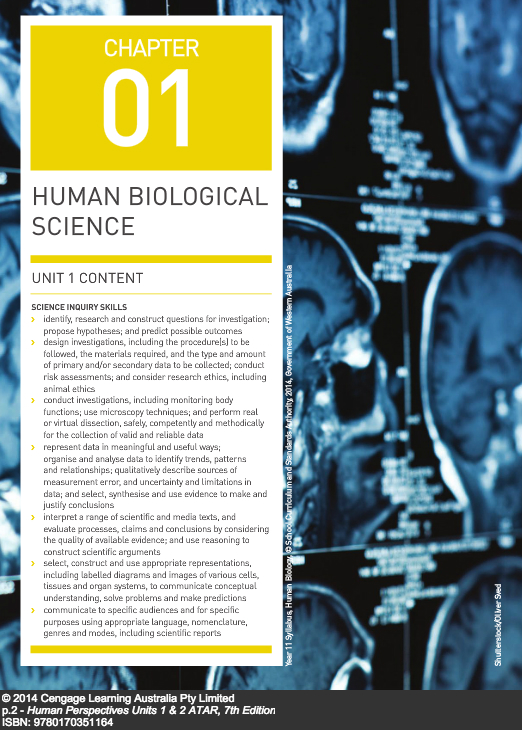 CHAPTER
01
HUMAN BIOLOGICAL
SCIENCE
UNIT 1 CONTENT
SCIENCE INQUIRY SKILLS
› identify, research and construct questions for investigation;
propose hypotheses; and predict possible outcomes
› design investigations, including the procedure(s) to be
followed, the materials required, and the type and amount
of primary and/or secondary data to be collected; conduct
risk assessments; and consider research ethics, including
animal ethics
› conduct investigations, including monitoring body
functions; use microscopy techniques; and perform real
or virtual dissection, safely, competently and methodically
for the collection of valid and reliable data
› represent data in meaningful and useful ways;
organise and analyse data to identify trends, patterns
and relationships; qualitatively describe sources of
measurement error, and uncertainty and limitations in
data; and select, synthesise and use evidence to make and
justify conclusions
› interpret a range of scientific and media texts, and
evaluate processes, claims and conclusions by considering
the quality of available evidence; and use reasoning to
construct scientific arguments
› select, construct and use appropriate representations,
including labelled diagrams and images of various cells,
tissues and organ systems, to communicate conceptual
understanding, solve problems and make predictions
› communicate to specific audiences and for specific
purposes using appropriate language, nomenclature,
genres and modes, including scientific reports
Year 11 Syllabus, Human Biology, © School Curriculum and Standards Authority, 2014, Government of Western Australia
Shutterstock/Oliver Sved
© 2014 Cengage Learning Australia Pty Limited
p.2 - Human Perspectives Units 1 & 2 ATAR, 7th Edition
ISBN: 9780170351164